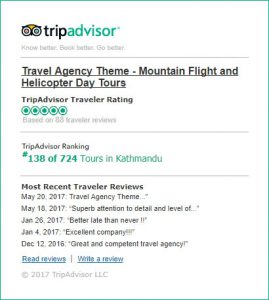 tripadvisor
Know better. Book better. Go better.
Travel Agency Theme - Mountain Flight and
Helicopter Day Tours
TripAdvisor Traveler Rating
Based on 68 traveler reviews
TripAdvisor Ranking
#138 of 724 Tours in Kathmandu
Most Recent Traveler Reviews
May 20, 2017: Travel Agency Theme..."
May 18, 2017: "Superb attention to detail and level of..."
Jan 26, 2017: "Better late than never !!"
Jan 4, 2017: "Excellent company!!!"
Dec 12, 2016: "Great and competent travel agency!"
Read reviews | Write a review
© 2017 TripAdvisor LLC